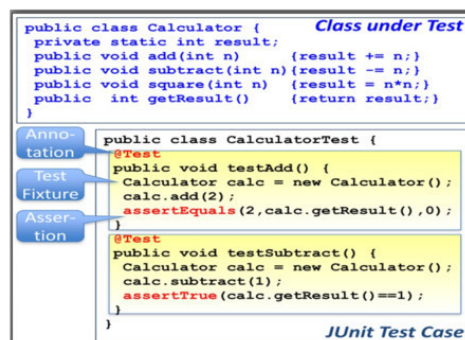 Class under Test
public class Calculator {
private static int result;
public void add(int n) {result += n;}
public void subtract(int n){result -= n;}
public void square(int n) {result = n*n;}
public int getResult() {return result;}
}
Anno-
tation
Test
Fixture
Asser-
tion
public class CalculatorTest {
@Test
public void testAdd() {
Calculator calc = new Calculator();
calc.add(2);
assertEquals(2,calc.getResult(),0);
}
@Test
public void testSubtract() {
Calculator calc = new Calculator();
calc.subtract(1);
assertTrue(calc.getResult()==1);
}
}
JUnit Test Case